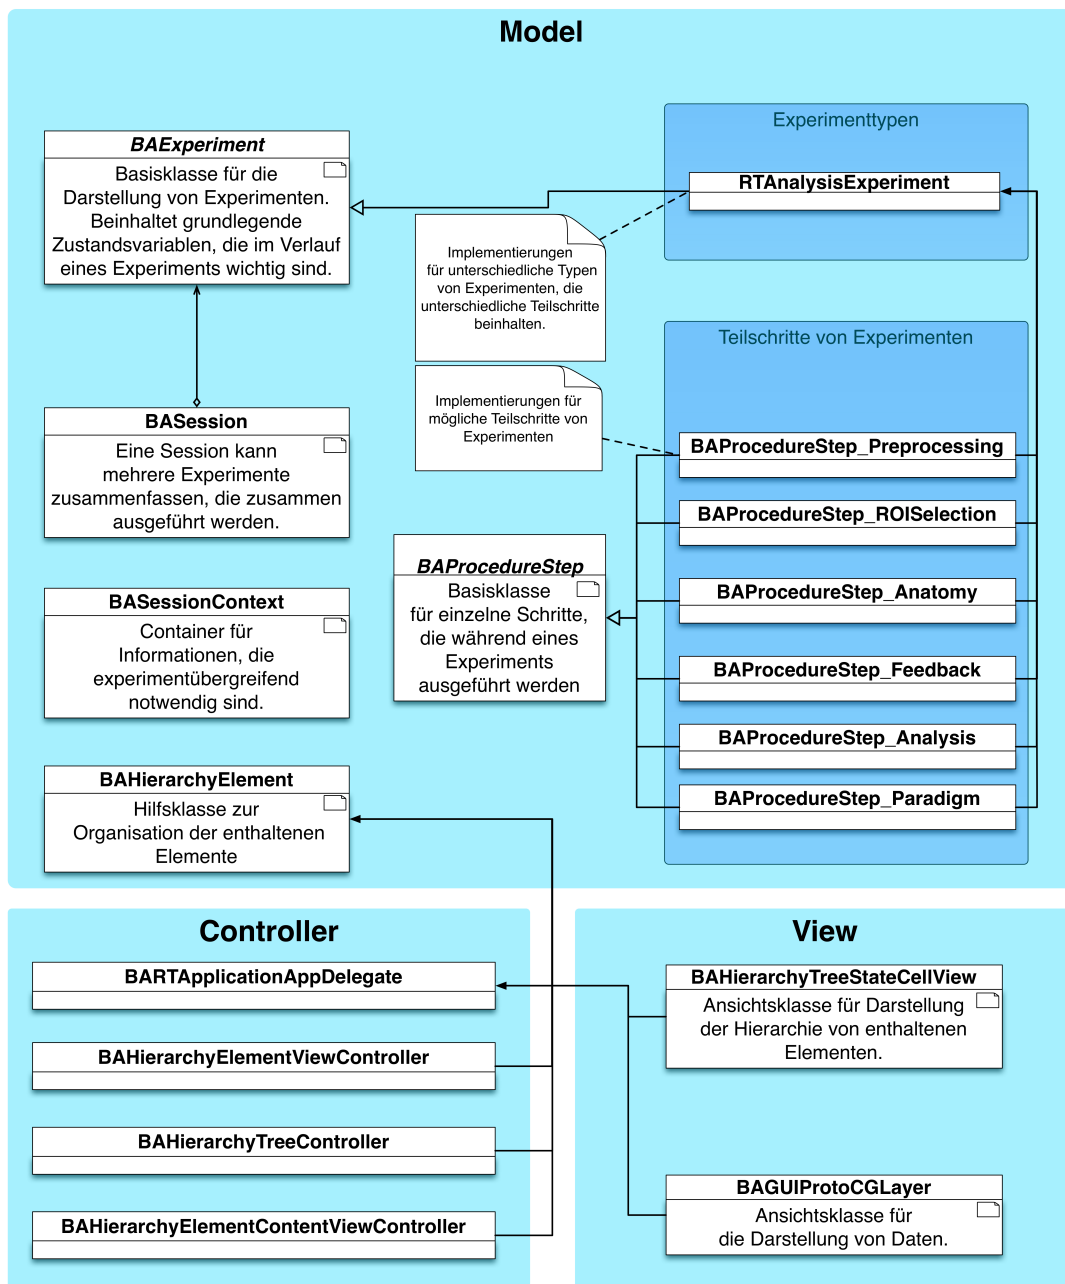 Model
BAExperiment
Basisklasse für die
Darstellung von Experimenten.
Beinhaltet grundlegende
Zustandsvariablen, die im Verlauf
eines Experiments wichtig sind.
Experimenttypen
RTAnalysisExperiment
Implementierungen
für unterschiedliche Typen
von Experimenten, die
unterschiedliche Teilschritte
beinhalten.
Teilschritte von Experimenten
Implementierungen für
mögliche Teilschritte von
Experimenten
BASession
Eine Session kann
mehrere Experimente
zusammenfassen, die zusammen
ausgeführt werden.
BAProcedureStep_Preprocessing
BAProcedureStep_ROISelection
BAProcedureStep_Anatomy
BAProcedureStep_Feedback
BAProcedureStep_Analysis
BAProcedureStep_Paradigm
BAProcedureStep
Basisklasse
für einzelne Schritte,
die während eines
Experiments
ausgeführt werden
BASessionContext
Container für
Informationen, die
experimentübergreifend
notwendig sind.
BAHierarchyElement
Hilfsklasse zur
Organisation der enthaltenen
Elemente
Controller
BARTApplicationAppDelegate
BAHierarchyElementViewController
BAHierarchyTreeController
BAHierarchyElementContentViewController
View
BAHierarchyTreeStateCellView
Ansichtsklasse für Darstellung
der Hierarchie von enthaltenen
Elementen.
BAGUIProtoCGLayer
Ansichtsklasse für
die Darstellung von Daten.